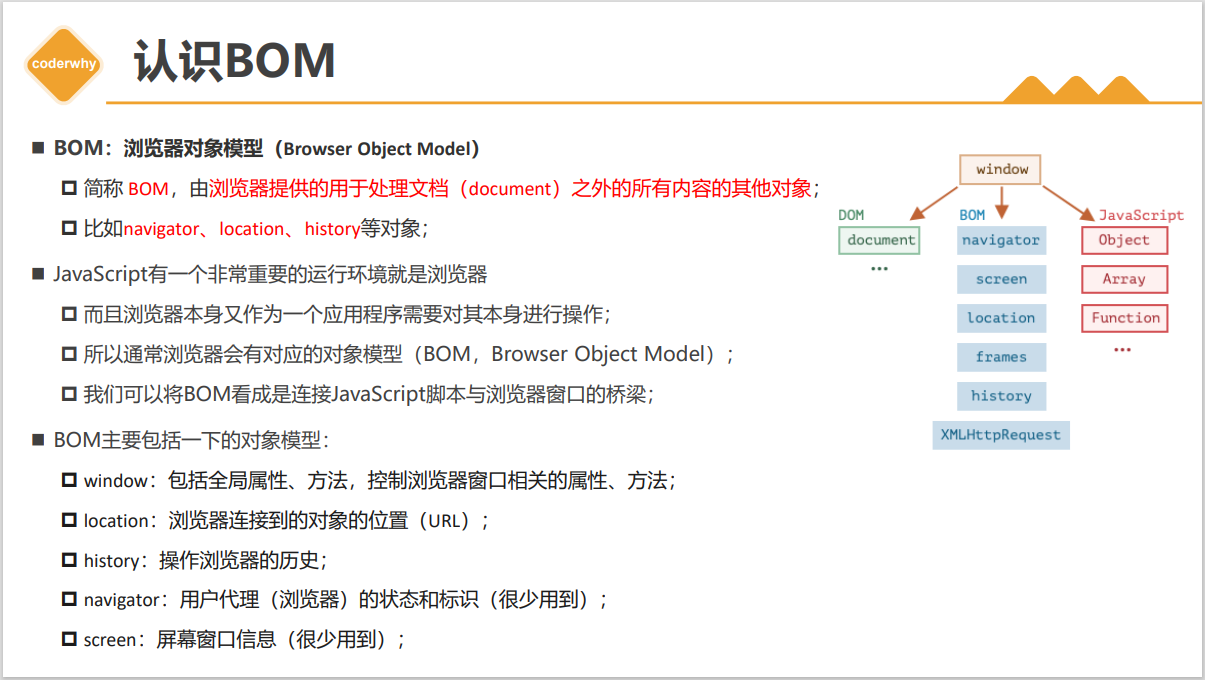 coderwhy
认识BOM
BOM：浏览器对象模型（Browser Object Model）
简称 BOM，由浏览器提供的用于处理文档（document）之外的所有内容的其他对象；
比如navigator、location、history等对象；
JavaScript有一个非常重要的运行环境就是浏览器
而且浏览器本身又作为一个应用程序需要对其本身进行操作；
所以通常浏览器会有对应的对象模型（BOM，Browser Object Model）；
我们可以将BOM看成是连接JavaScript脚本与浏览器窗口的桥梁；
BOM主要包括一下的对象模型：
window：包括全局属性、方法，控制浏览器窗口相关的属性、方法；
location：浏览器连接到的对象的位置（URL）；
history：操作浏览器的历史；
navigator：用户代理（浏览器）的状态和标识（很少用到）；
screen：屏幕窗口信息（很少用到）；
window
DOM
document
...
BOM
navigator
screen
location
frames
history
XMLHttpRequest
JavaScript
Object
Array
Function
...